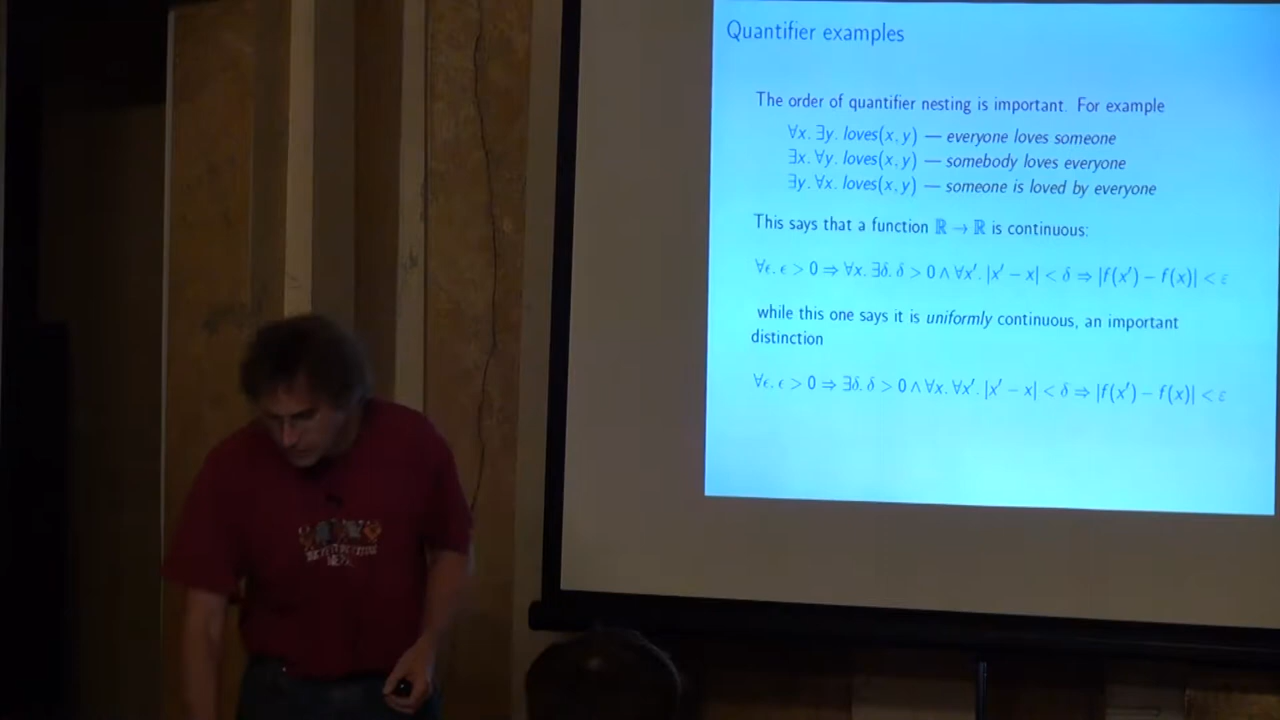 Quantifier examples
The order of quantifier nesting is important. For example
∀x. ∃y. loves(x, y) — everyone loves someone
∃x. ∀y. loves(x, y) — somebody loves everyone
∃y. ∀x. loves(x, y) — someone is loved by everyone
This says that a function ℝ → ℝ is continuous:
∀ϵ. ϵ > 0 ⇒ ∀x. ∃δ. δ > 0 ∧ ∀x′. |x′ − x| < δ ⇒ |f(x′) − f(x)| < ε
while this one says it is uniformly continuous, an important
distinction
∀ϵ. ϵ > 0 ⇒ ∃δ. δ > 0 ∧ ∀x. ∀x′. |x′ − x| < δ ⇒ |f(x′) − f(x)| < ε